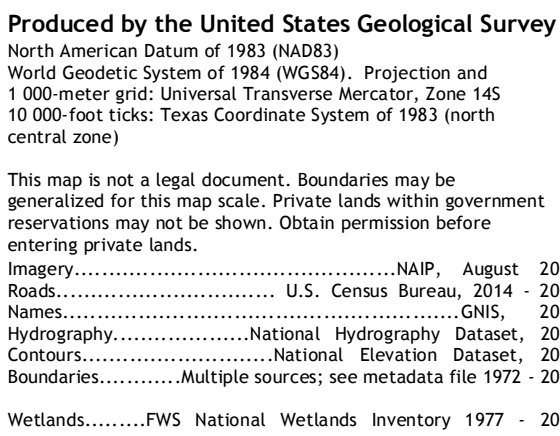 Produced by the United States Geological Survey
North American Datum of 1983 (NAD83)
World Geodetic System of 1984 (WGS84). Projection and
1 000-meter grid: Universal Transverse Mercator, Zone 14S
10 000-foot ticks: Texas Coordinate System of 1983 (north
central zone)
This map is not a legal document. Boundaries may be
generalized for this map scale. Private lands within government
reservations may not be shown. Obtain permission before
entering private lands.
Imagery..............................................NAIP, August 20
Roads............................... U.S. Census Bureau, 2014 - 20
Names......................................................GNIS, 20
Hydrography....................National Hydrography Dataset, 20
Contours............................National Elevation Dataset, 20
Boundaries............Multiple sources; see metadata file 1972 - 20
Wetlands.........FWS National Wetlands Inventory 1977 - 20